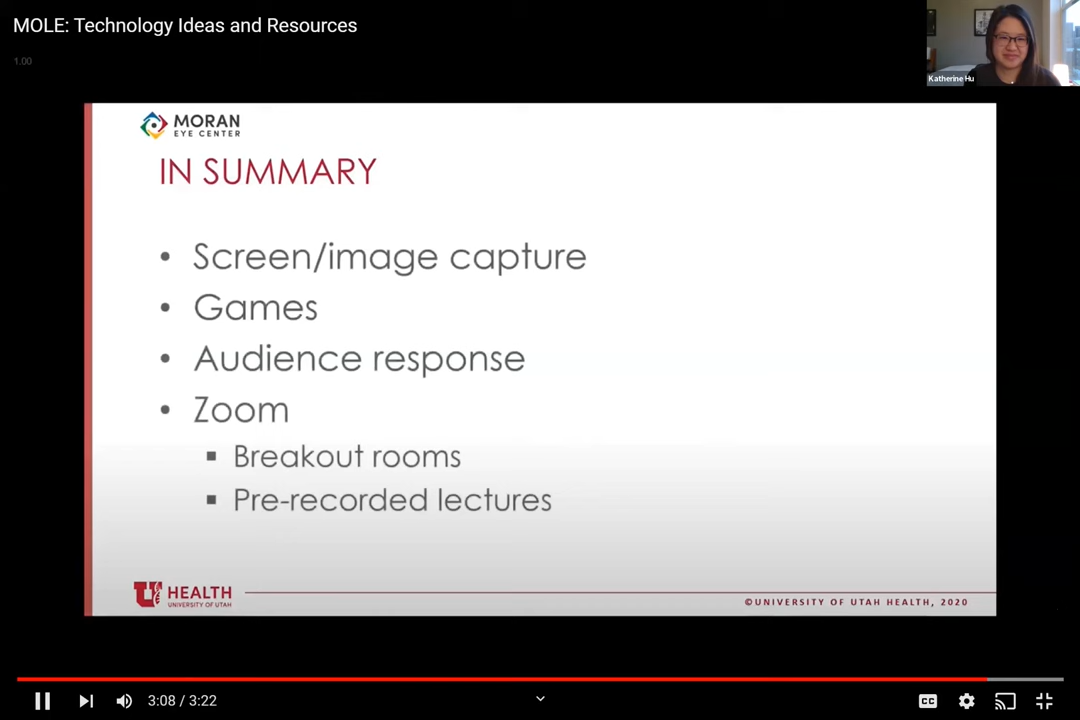 MOLE: Technology Ideas and Resources
1.00
Katherine Hu
MORAN
EYE CENTER
IN SUMMARY
• Screen/image capture
• Games
• Audience response
• Zoom
▪ Breakout rooms
▪ Pre-recorded lectures
U HEALTH
UNIVERSITY OF UTAH
©UNIVERSITY OF UTAH HEALTH, 2020
3:08 / 3:22
CC